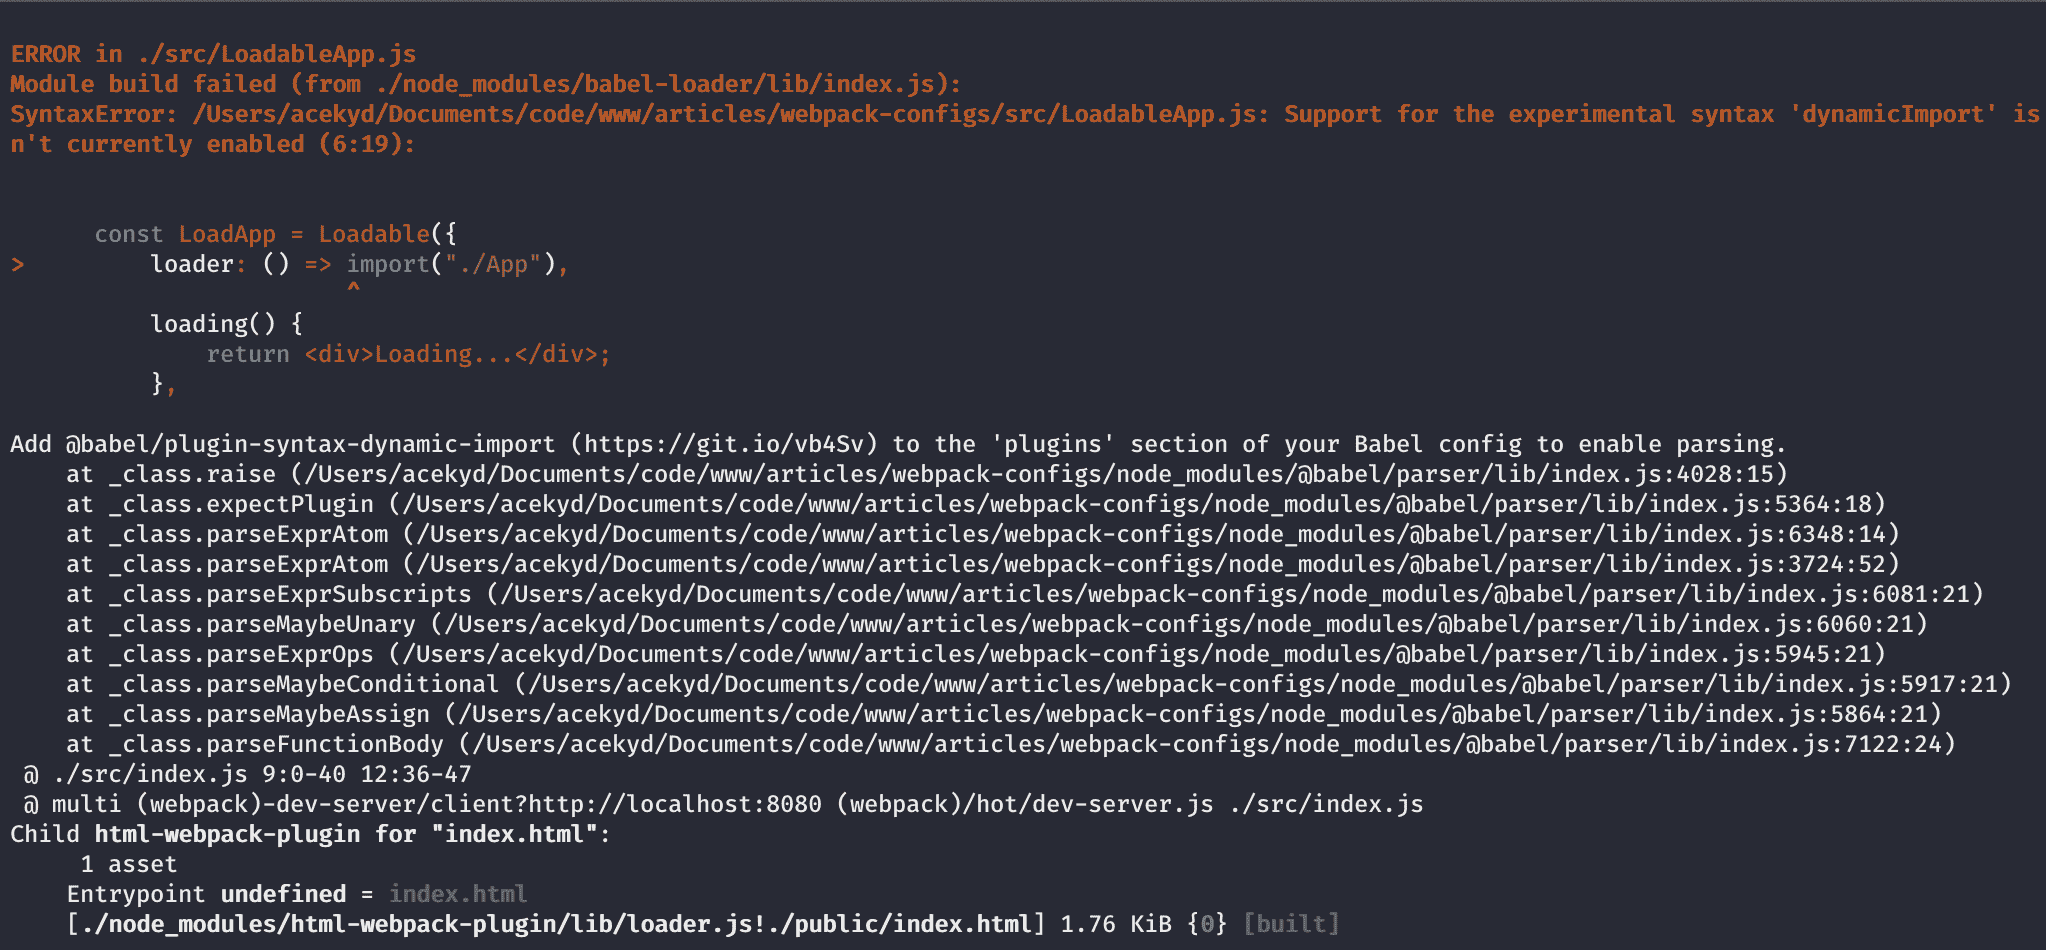 ERROR in ./src/LoadableApp.js
Module build failed (from ./node_modules/babel-loader/lib/index.js):
SyntaxError: /Users/acekyd/Documents/code/www/articles/webpack-configs/src/LoadableApp.js: Support for the experimental syntax 'dynamicImport' is
n't currently enabled (6:19):
const LoadApp = Loadable({
> loader: () => import("./App"),
^
loading() {
return <div>Loading...</div>;
},
Add @babel/plugin-syntax-dynamic-import (https://git.io/vb4Sv) to the 'plugins' section of your Babel config to enable parsing.
at _class.raise (/Users/acekyd/Documents/code/www/articles/webpack-configs/node_modules/@babel/parser/lib/index.js:4028:15)
at _class.expectPlugin (/Users/acekyd/Documents/code/www/articles/webpack-configs/node_modules/@babel/parser/lib/index.js:5364:18)
at _class.parseExprAtom (/Users/acekyd/Documents/code/www/articles/webpack-configs/node_modules/@babel/parser/lib/index.js:6348:14)
at _class.parseExprAtom (/Users/acekyd/Documents/code/www/articles/webpack-configs/node_modules/@babel/parser/lib/index.js:3724:52)
at _class.parseExprSubscripts (/Users/acekyd/Documents/code/www/articles/webpack-configs/node_modules/@babel/parser/lib/index.js:6081:21)
at _class.parseMaybeUnary (/Users/acekyd/Documents/code/www/articles/webpack-configs/node_modules/@babel/parser/lib/index.js:6060:21)
at _class.parseExprOps (/Users/acekyd/Documents/code/www/articles/webpack-configs/node_modules/@babel/parser/lib/index.js:5945:21)
at _class.parseMaybeConditional (/Users/acekyd/Documents/code/www/articles/webpack-configs/node_modules/@babel/parser/lib/index.js:5917:21)
at _class.parseMaybeAssign (/Users/acekyd/Documents/code/www/articles/webpack-configs/node_modules/@babel/parser/lib/index.js:5864:21)
at _class.parseFunctionBody (/Users/acekyd/Documents/code/www/articles/webpack-configs/node_modules/@babel/parser/lib/index.js:7122:24)
@ ./src/index.js 9:0-40 12:36-47
@ multi (webpack)-dev-server/client?http://localhost:8080 (webpack)/hot/dev-server.js ./src/index.js
Child html-webpack-plugin for "index.html":
1 asset
Entrypoint undefined = index.html
[./node_modules/html-webpack-plugin/lib/loader.js!./public/index.html] 1.76 KiB {0} [built]